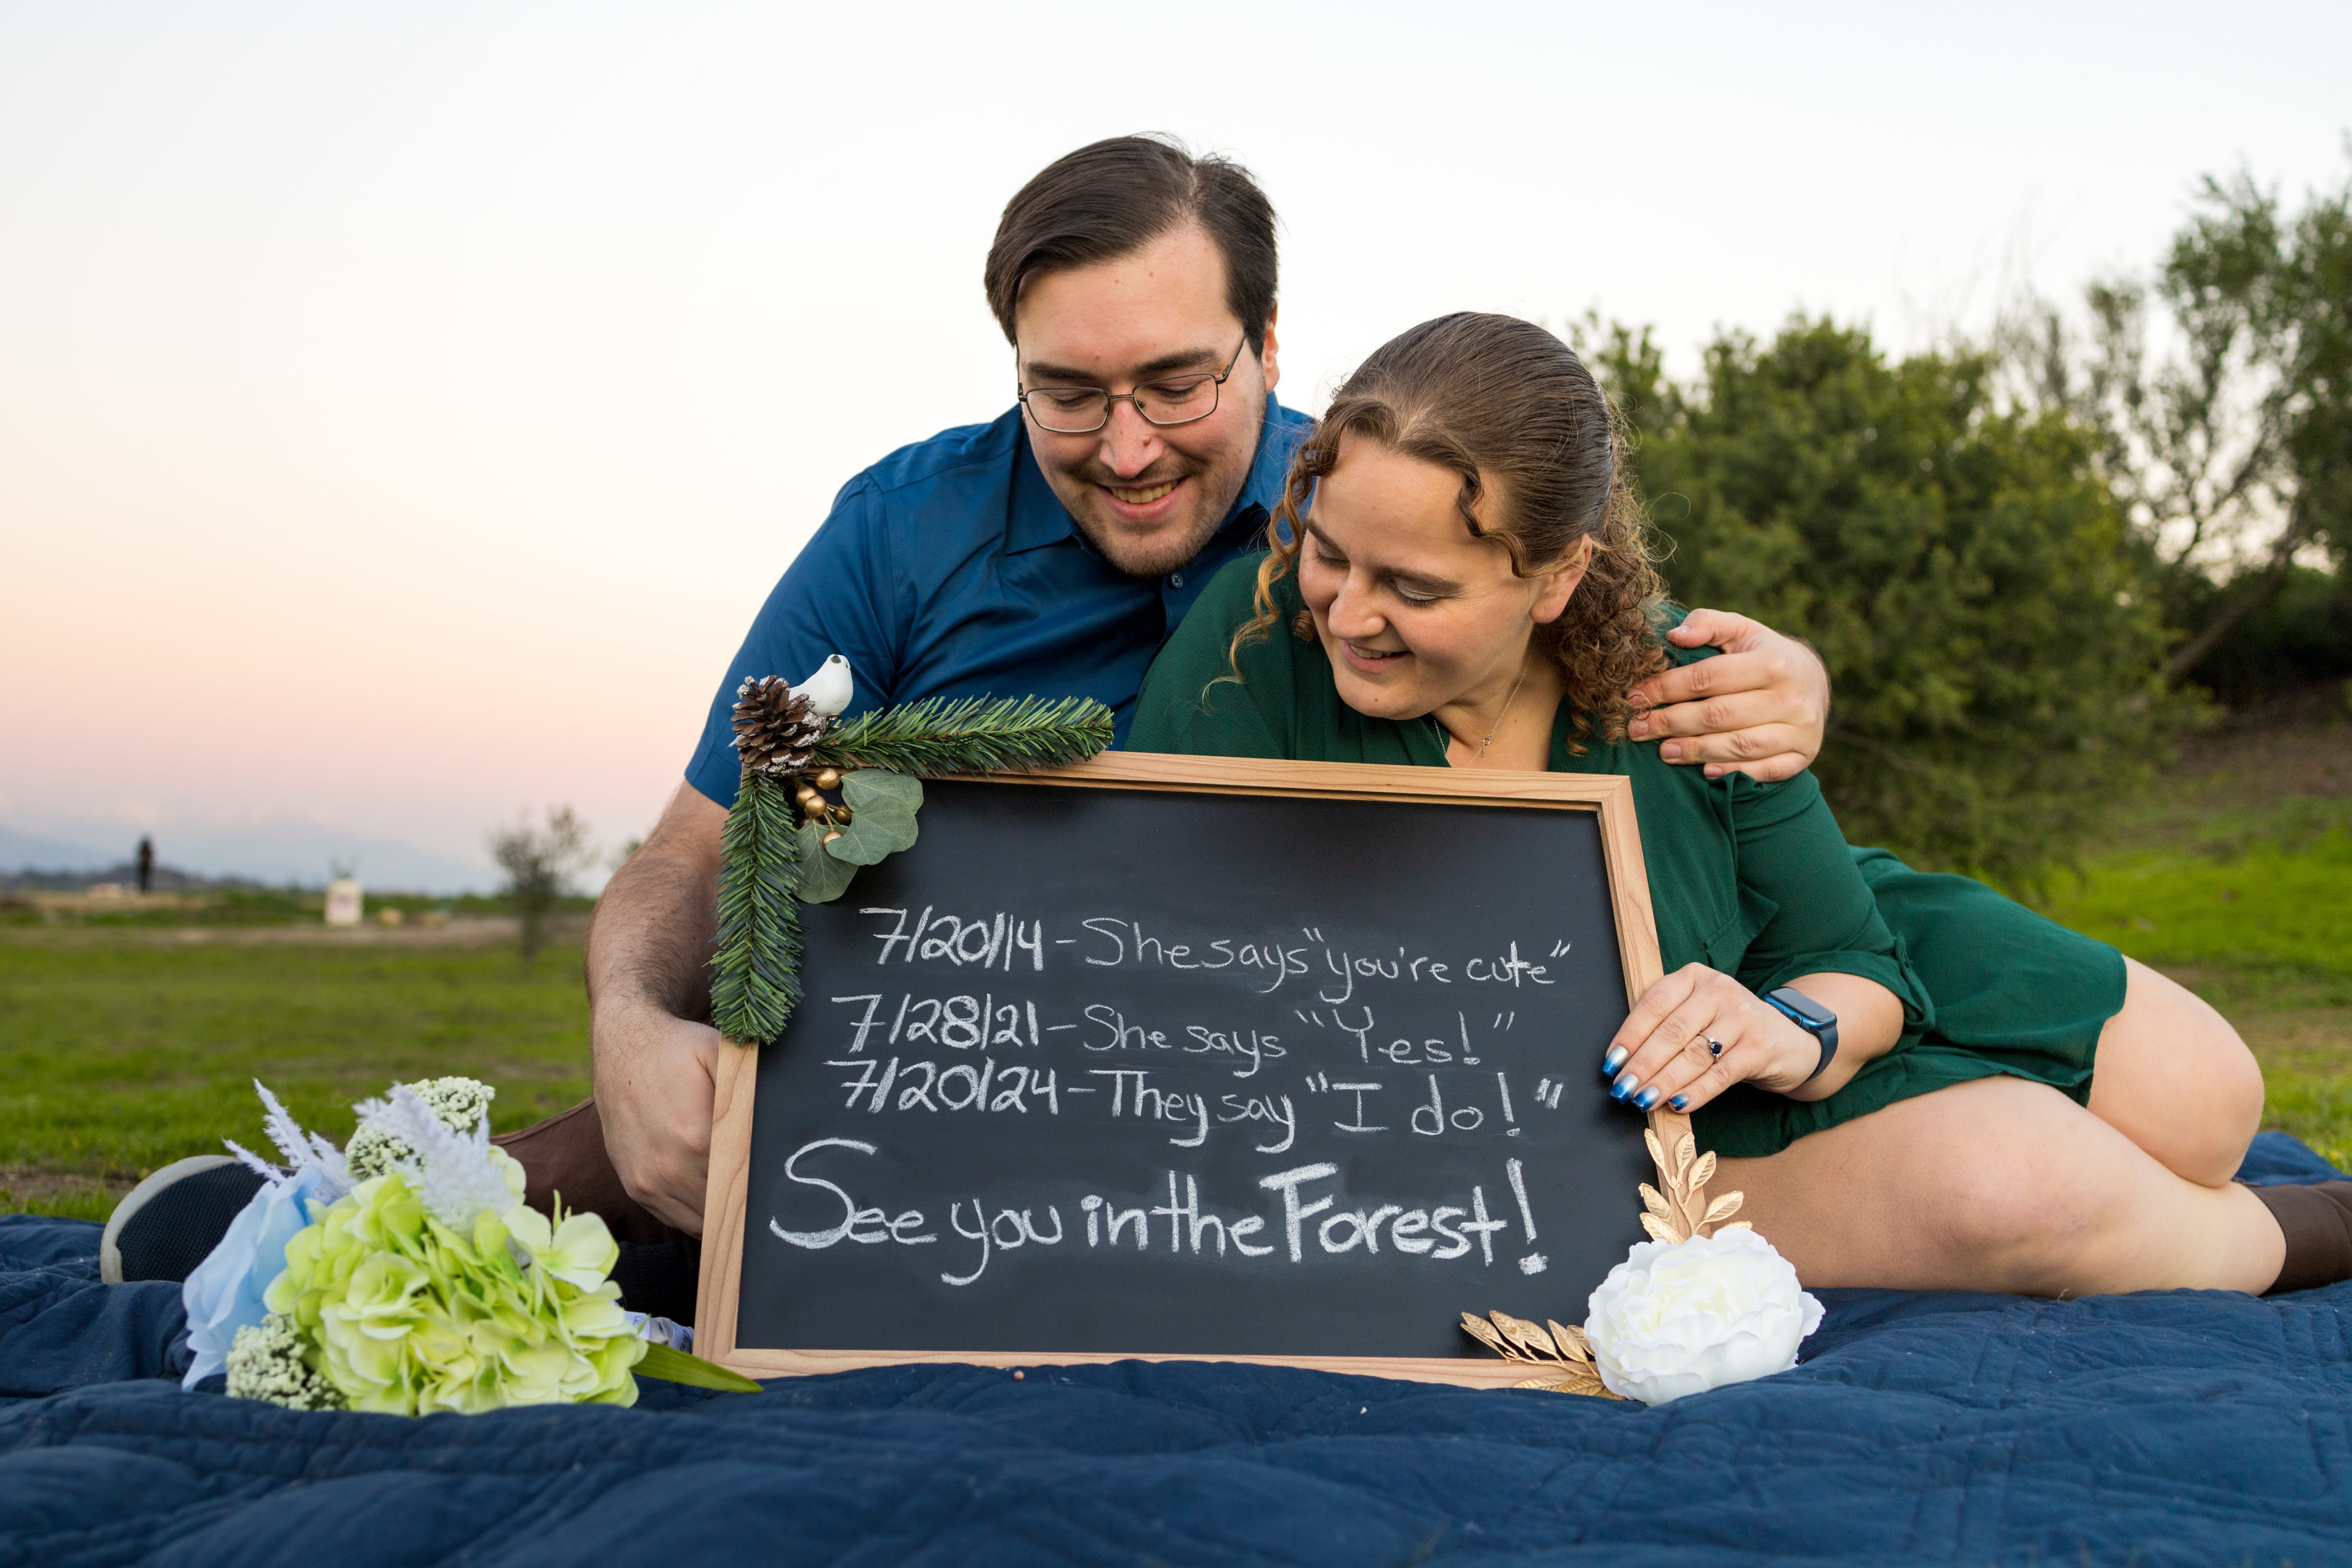 7/20/14-She says "you're cute"
7/28/21-She says "Yes!"
7/20/24-They say "I do!"
See you in the Forest!